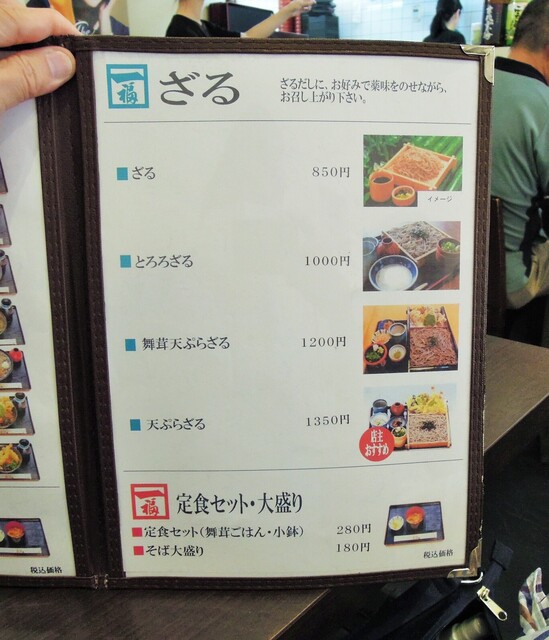 一福 ざる
ざるだしに、お好みで薬味をのせながら、
お召し上がり下さい。
ざる 850円
イメージ
とろろざる 1000円
舞茸天ぷらざる 1200円
天ぷらざる 1350円
店主
おすすめ
一福 定食セット・大盛り
定食セット(舞茸ごはん・小鉢) 280円
そば大盛り 180円
税込価格
税込価格